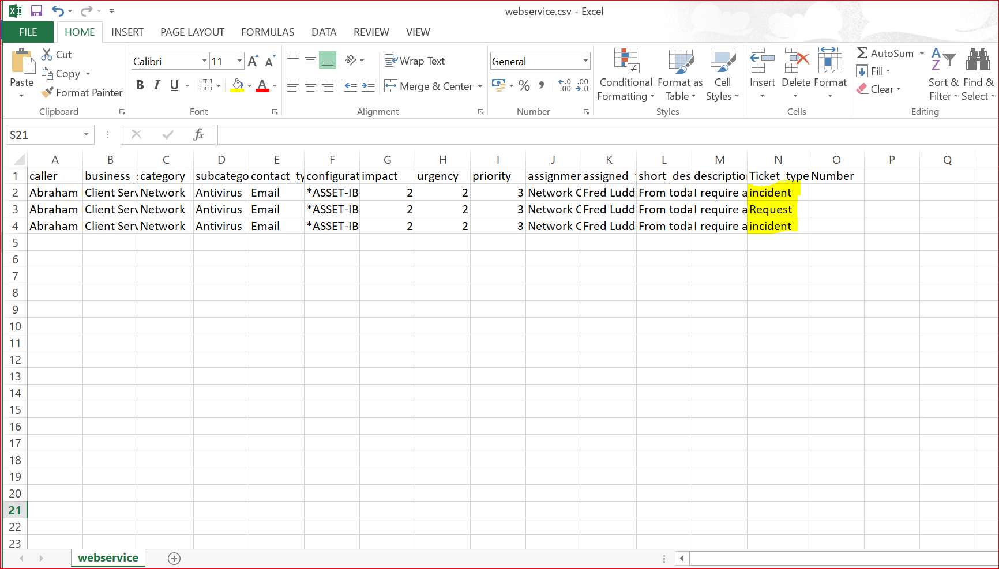 webservice.csv - Excel
FILE HOME INSERT PAGE LAYOUT FORMULAS DATA REVIEW VIEW
Paste
Cut
Copy
Format Painter
Clipboard
Calibri 11 A A
B I U A
Font
Wrap Text
Merge & Center
Alignment
General
% , .0 .00 .00 .0
Number
Conditional Formatting
Format as Table
Cell Styles
Styles
Insert Delete Format
Cells
AutoSum
Fill
Clear
Sort & Filter
Find & Select
Editing
S21 fx
A B C D E F G H I J K L M N O P Q
1 caller business_ category subcatego contact_ty configurat impact urgency priority assignmer assigned_ short_des descriptio Ticket_type Number
2 Abraham Client Serv Network Antivirus Email *ASSET-IB 2 2 3 Network C Fred Ludd From toda I require a incident
3 Abraham Client Serv Network Antivirus Email *ASSET-IB 2 2 3 Network C Fred Ludd From toda I require a Request
4 Abraham Client Serv Network Antivirus Email *ASSET-IB 2 2 3 Network C Fred Ludd From toda I require a incident
5
6
7
8
9
10
11
12
13
14
15
16
17
18
19
20
21
22
23
webservice